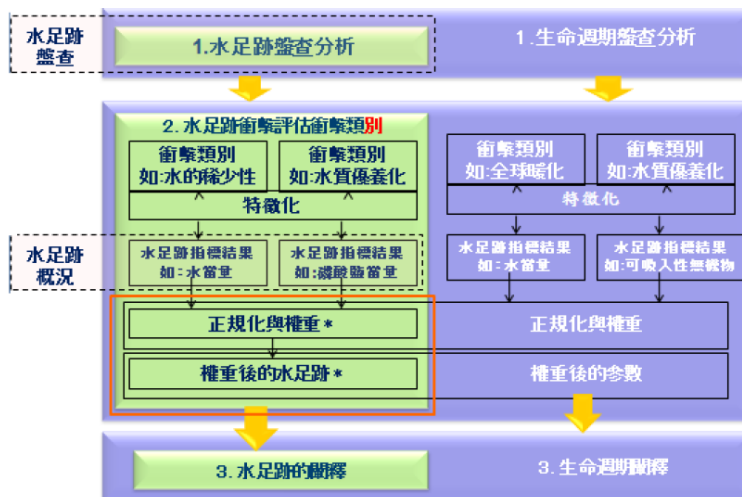 水足跡
盤查
1.水足跡盤查分析
1.生命週期盤查分析
2. 水足跡衝擊評估衝擊類別
衝擊類別
如:水的稀少性
衝擊類別
如:水質優養化
特徵化
衝擊類別
如:全球暖化
衝擊類別
如:水質優養化
特徵化
水足跡
概況
水足跡指標結果
如:水當量
水足跡指標結果
如:磷酸鹽當量
水足跡指標結果
如:水當量
水足跡指標結果
如:可吸入性無機物
正規化與權重*
正規化與權重
權重後的水足跡*
權重後的參數
3. 水足跡的闡釋
3. 生命週期闡釋